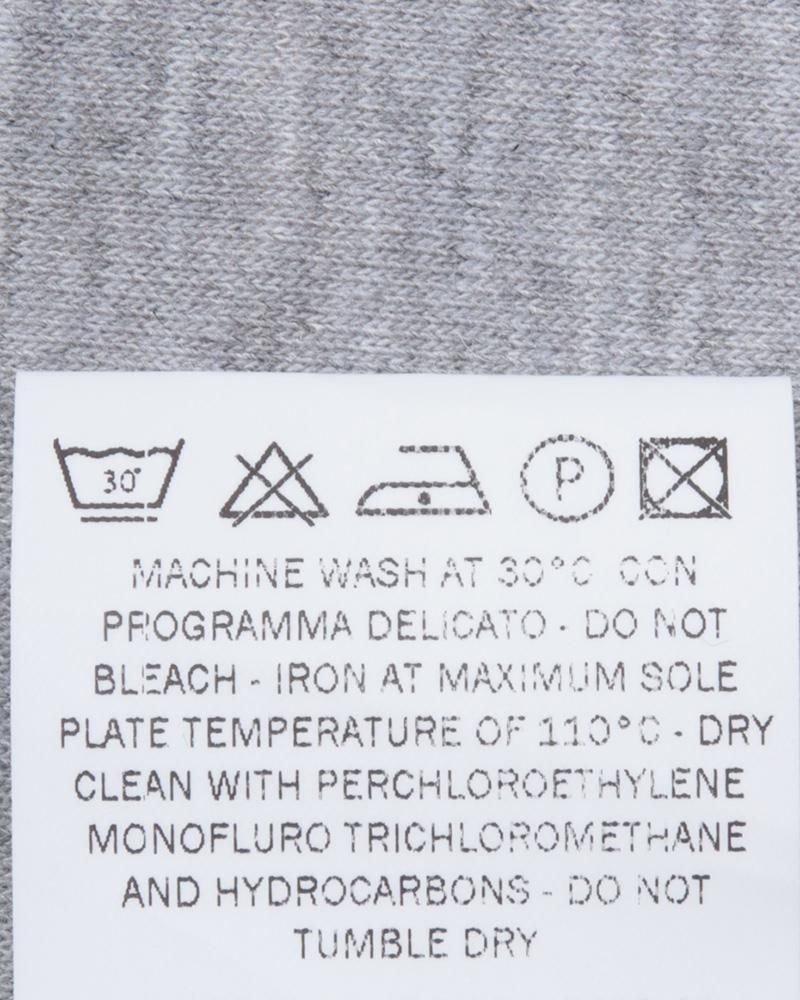 30°
P
MACHINE WASH AT 30°C CON
PROGRAMMA DELICATO - DO NOT
BLEACH - IRON AT MAXIMUM SOLE
PLATE TEMPERATURE OF 110°C - DRY
CLEAN WITH PERCHLOROETHYLENE
MONOFLURO TRICHLOROMETHANE
AND HYDROCARBONS - DO NOT
TUMBLE DRY